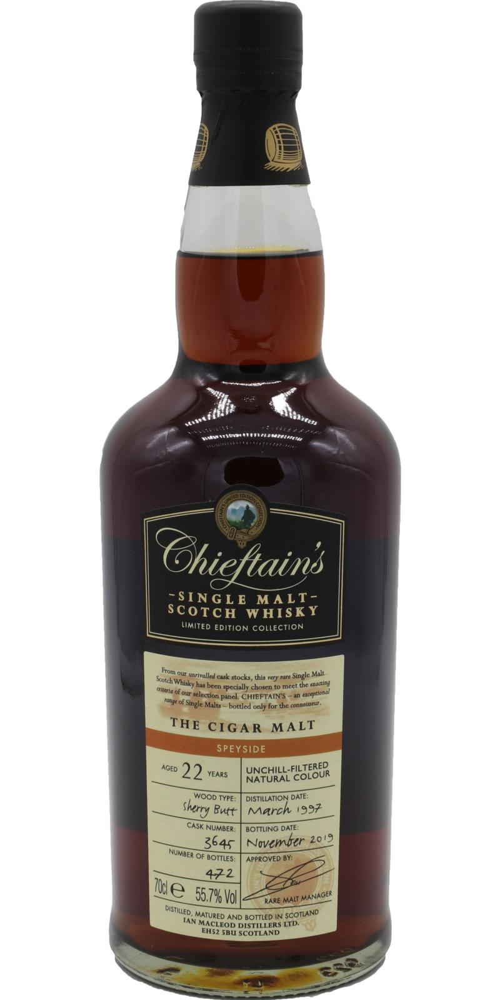 CHIEFTAIN'S LIMITED EDITION COLLECTION
Chieftain's
-SINGLE MALT-
SCOTCH WHISKY
LIMITED EDITION COLLECTION
From our unrivalled cask stocks, this very rare Single Malt
Scotch Whisky has been specially chosen to meet the exacting
criteria of our selection panel. CHIEFTAIN'S – an exceptional
range of Single Malts – bottled only for the connoisseur.
THE CIGAR MALT
SPEYSIDE
AGED 22 YEARS
UNCHILL-FILTERED
NATURAL COLOUR
WOOD TYPE:
Sherry Butt
DISTILLATION DATE:
March 1997
CASK NUMBER:
3645
BOTTLING DATE:
November 2019
NUMBER OF BOTTLES:
472
APPROVED BY:
RARE MALT MANAGER
70cl e 55.7% Vol
DISTILLED, MATURED AND BOTTLED IN SCOTLAND
IAN MACLEOD DISTILLERS LTD.
EH52 5BU SCOTLAND